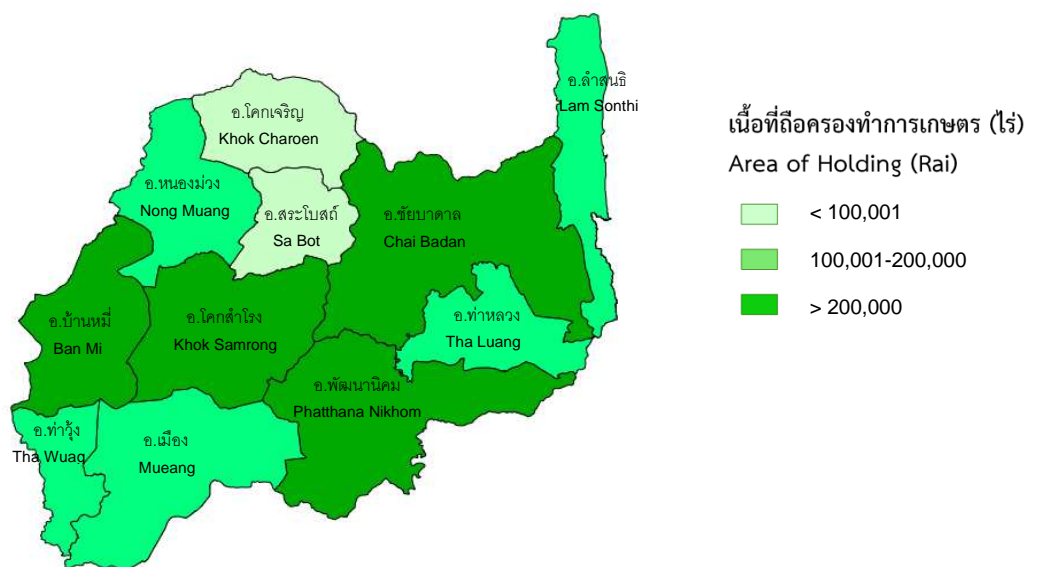 อ.ลำสนธิ
Lam Sonthi
อ.โคกเจริญ
Khok Charoen
อ.หนองม่วง
Nong Muang
อ.สระโบสถ์
Sa Bot
อ.ชัยบาดาล
Chai Badan
อ.บ้านหมี่
Ban Mi
อ.โคกสำโรง
Khok Samrong
อ.ท่าหลวง
Tha Luang
อ.พัฒนานิคม
Phatthana Nikhom
อ.ท่าวุ้ง
Tha Wuag
อ.เมือง
Mueang
เนื้อที่ถือครองทำการเกษตร (ไร่)
Area of Holding (Rai)
< 100,001
100,001-200,000
> 200,000